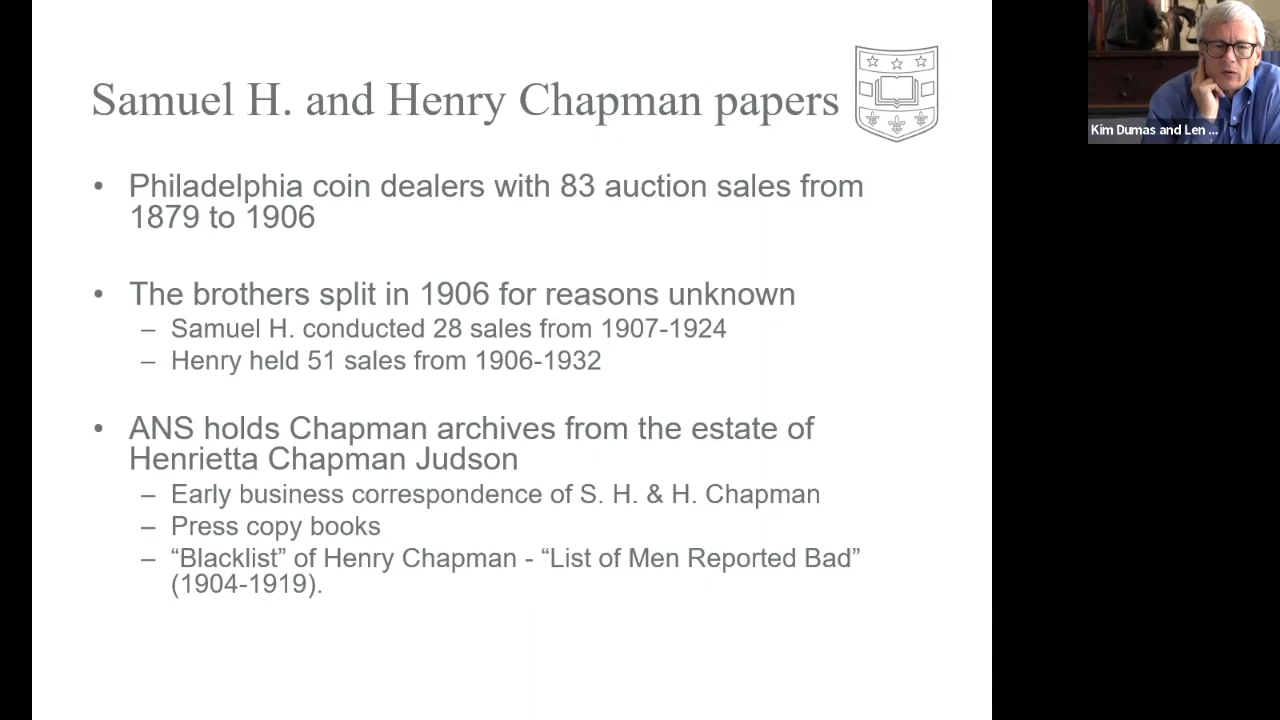 Samuel H. and Henry Chapman papers
• Philadelphia coin dealers with 83 auction sales from
1879 to 1906
• The brothers split in 1906 for reasons unknown
– Samuel H. conducted 28 sales from 1907-1924
– Henry held 51 sales from 1906-1932
• ANS holds Chapman archives from the estate of
Henrietta Chapman Judson
– Early business correspondence of S. H. & H. Chapman
– Press copy books
– “Blacklist” of Henry Chapman - “List of Men Reported Bad”
(1904-1919).
Kim Dumas and Len ...